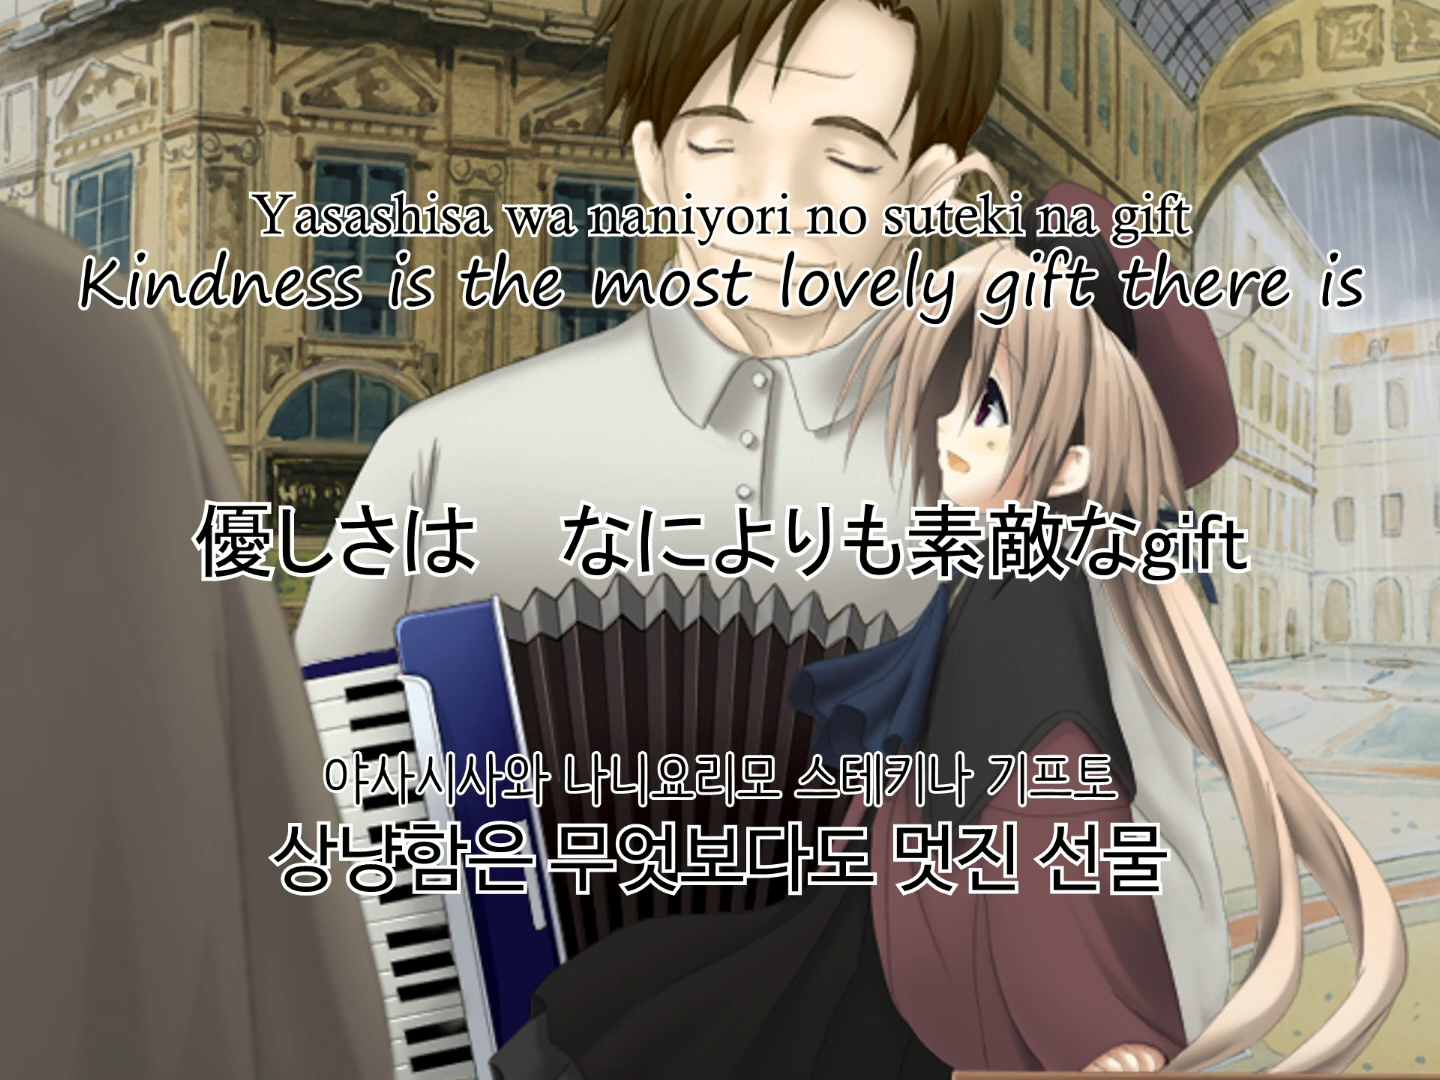 Yasashisa wa naniyori no suteki na gift
Kindness is the most lovely gift there is
優しさは　なによりも素敵なgift
야사시사와 나니요리모 스테키나 기프토
상냥함은 무엇보다도 멋진 선물